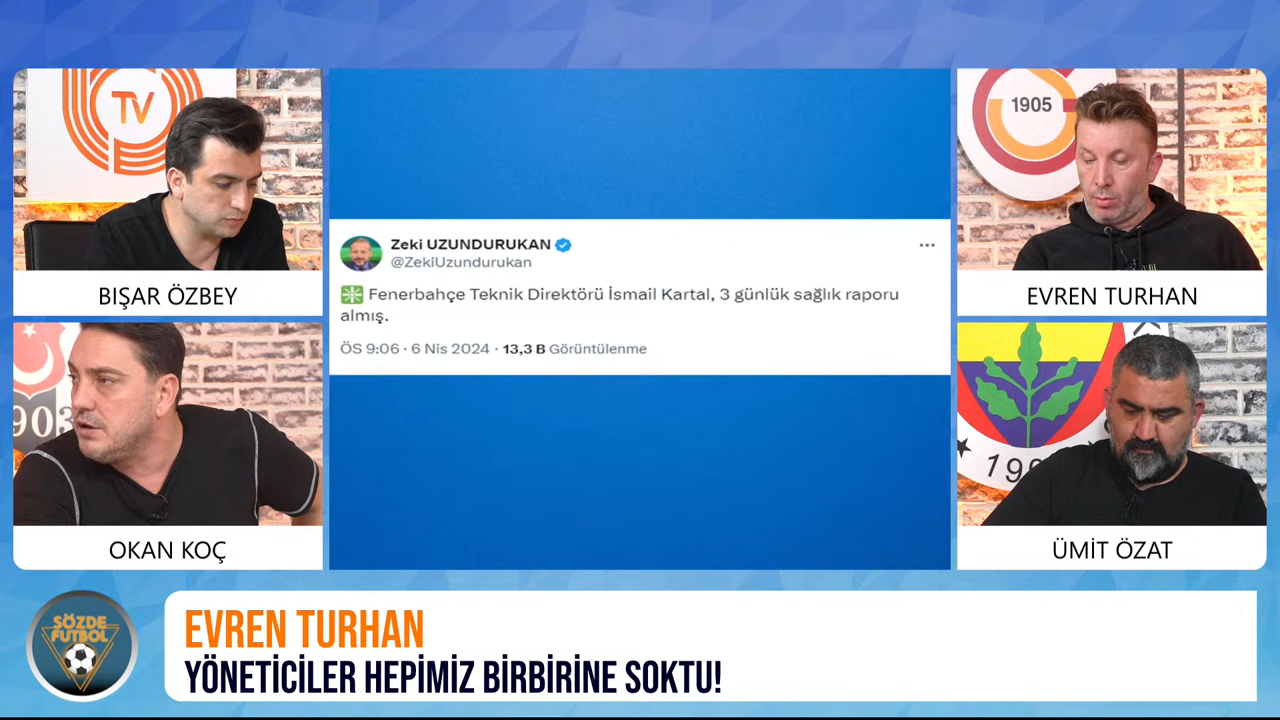 TV
BIŞAR ÖZBEY
1903
OKAN KOÇ
Zeki UZUNDURUKAN
@ZekiUzundurukan
Fenerbahçe Teknik Direktörü İsmail Kartal, 3 günlük sağlık raporu
almış.
ÖS 9:06 · 6 Nis 2024 · 13,3 B Görüntülenme
1905
EVREN TURHAN
ÜMİT ÖZAT
SÖZDE
FUTBOL
EVREN TURHAN
YÖNETİCİLER HEPİMİZ BİRBİRİNE SOKTU!